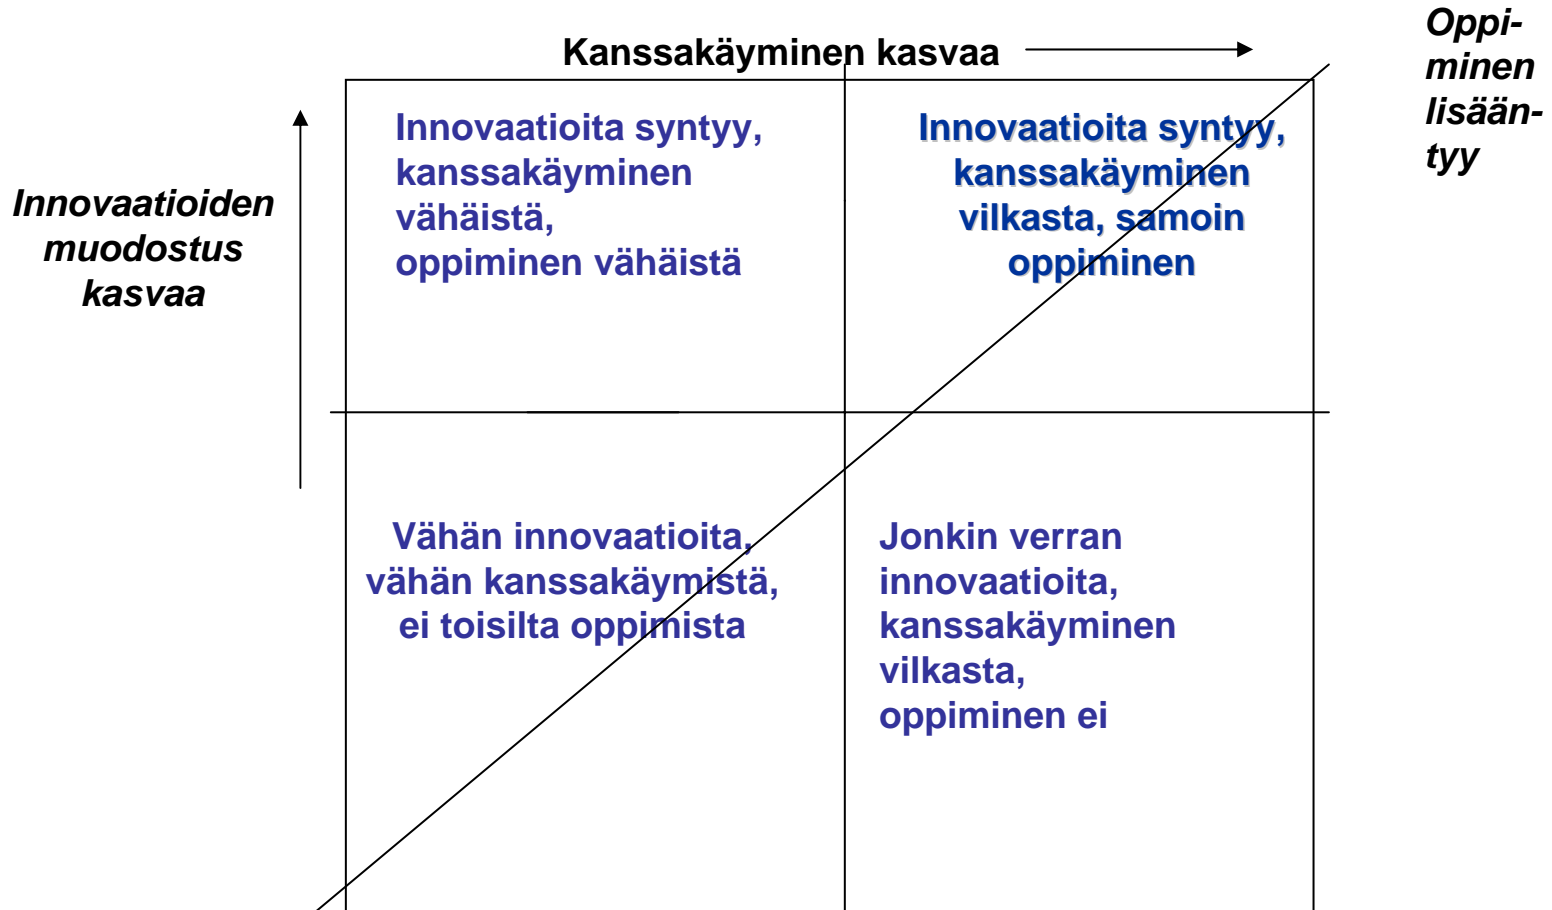 Kanssakäyminen kasvaa
Oppi-
minen
lisään-
tyy
Innovaatioiden
muodostus
kasvaa
Innovaatioita syntyy,
kanssakäyminen
vähäistä,
oppiminen vähäistä
Innovaatioita syntyy,
kanssakäyminen
vilkasta, samoin
oppiminen
Vähän innovaatioita,
vähän kanssakäymistä,
ei toisilta oppimista
Jonkin verran
innovaatioita,
kanssakäyminen
vilkasta,
oppiminen ei